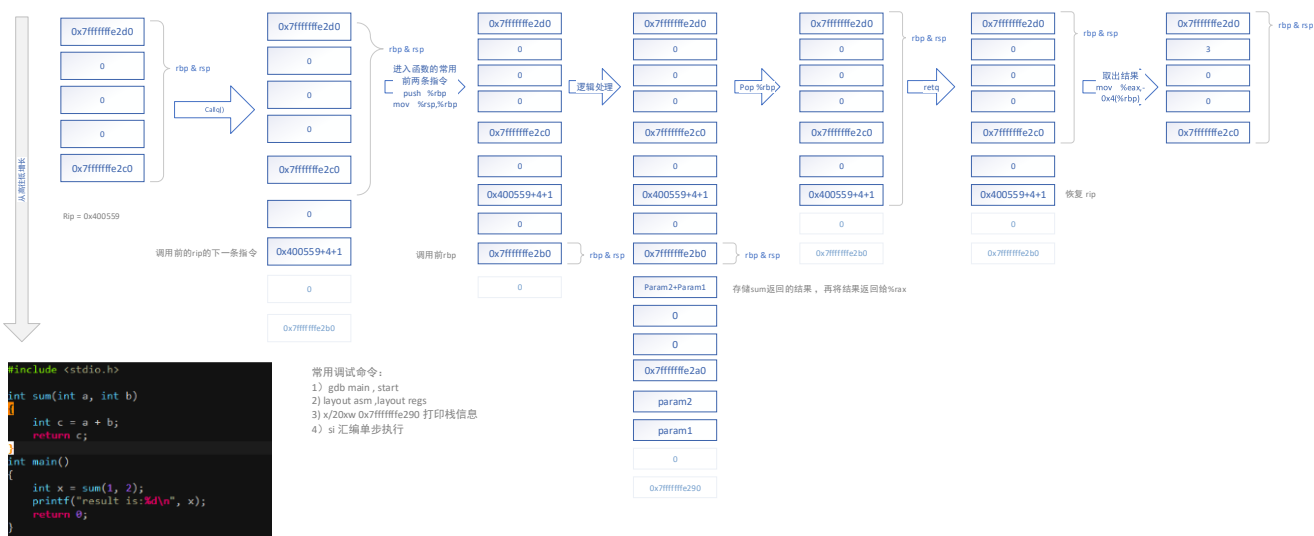 从高往低增长
0x7fffffffe2d0
0
0
0
0x7fffffffe2c0
rbp & rsp
Rip = 0x400559
Callq()
0x7fffffffe2d0
0
0
0
0x7fffffffe2c0
0
0x400559+4+1
0
0x7fffffffe2b0
调用前的rip的下一条指令
rbp & rsp
进入函数的常用
前两条指令
push %rbp
mov %rsp,%rbp
0x7fffffffe2d0
0
0
0
0x7fffffffe2c0
0
0x400559+4+1
0
0x7fffffffe2b0
0
调用前rbp
rbp & rsp
逻辑处理
0x7fffffffe2d0
0
0
0
0x7fffffffe2c0
0
0x400559+4+1
0
0x7fffffffe2b0
Param2+Param1
0
0
0x7fffffffe2a0
param2
param1
0
0x7fffffffe290
rbp & rsp
存储sum返回的结果 ，再将结果返回给%rax
Pop %rbp
0x7fffffffe2d0
0
0
0
0x7fffffffe2c0
0
0x400559+4+1
0
0x7fffffffe2b0
rbp & rsp
retq
0x7fffffffe2d0
0
0
0
0x7fffffffe2c0
0
0x400559+4+1
0
0x7fffffffe2b0
恢复 rip
rbp & rsp
取出结果
mov %eax,-
0x4(%rbp)
0x7fffffffe2d0
3
0
0
0x7fffffffe2c0
rbp & rsp
#include <stdio.h>
int sum(int a, int b)
{
int c = a + b;
return c;
}
int main()
{
int x = sum(1, 2);
printf("result is:%d\n", x);
return 0;
}
常用调试命令：
1）gdb main , start
2) layout asm ,layout regs
3) x/20xw 0x7fffffffe290 打印栈信息
4）si 汇编单步执行